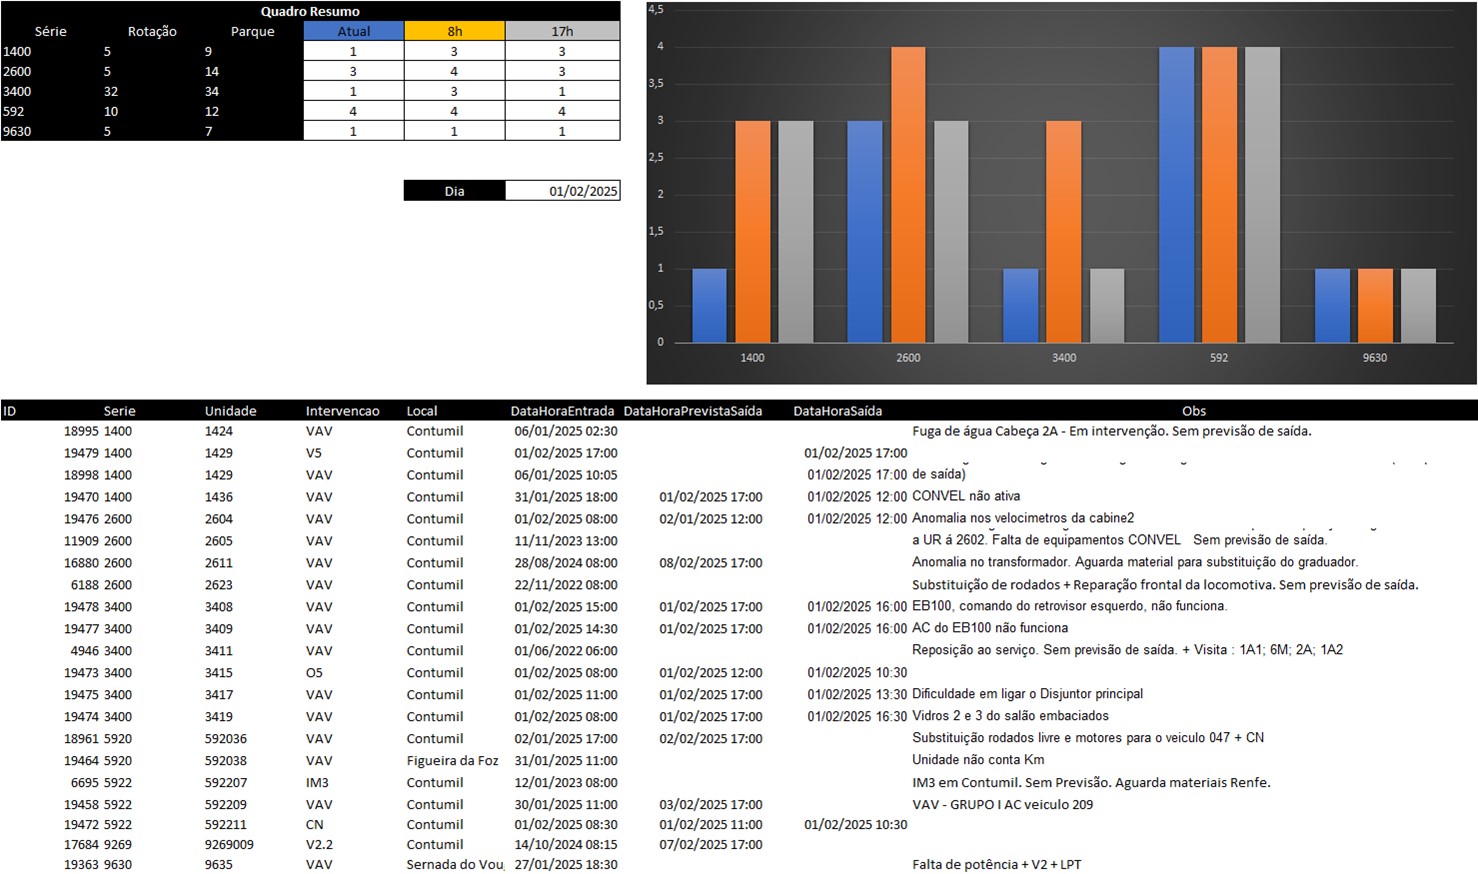 Quadro Resumo
Série Rotação Parque Atual 8h 17h
1400 5 9 1 3 3
2600 5 14 3 4 3
3400 32 34 1 3 1
592 10 12 4 4 4
9630 5 7 1 1 1
Dia 01/02/2025
4,5
4
3,5
3
2,5
2
1,5
1
0,5
0
1400 2600 3400 592 9630
ID Serie Unidade Intervencao Local DataHoraEntrada DataHoraPrevistaSaída DataHoraSaída Obs
18995 1400 1424 VAV Contumil 06/01/2025 02:30 Fuga de água Cabeça 2A - Em intervenção. Sem previsão de saída.
19479 1400 1429 V5 Contumil 01/02/2025 17:00 01/02/2025 17:00
18998 1400 1429 VAV Contumil 06/01/2025 10:05 01/02/2025 17:00 de saída)
19470 1400 1436 VAV Contumil 31/01/2025 18:00 01/02/2025 17:00 01/02/2025 12:00 CONVEL não ativa
19476 2600 2604 VAV Contumil 01/02/2025 08:00 02/01/2025 12:00 01/02/2025 12:00 Anomalia nos velocimetros da cabine2
11909 2600 2605 VAV Contumil 11/11/2023 13:00 a UR á 2602. Falta de equipamentos CONVEL Sem previsão de saída.
16880 2600 2611 VAV Contumil 28/08/2024 08:00 08/02/2025 17:00 Anomalia no transformador. Aguarda material para substituição do graduador.
6188 2600 2623 VAV Contumil 22/11/2022 08:00 Substituição de rodados + Reparação frontal da locomotiva. Sem previsão de saída.
19478 3400 3408 VAV Contumil 01/02/2025 15:00 01/02/2025 17:00 01/02/2025 16:00 EB100, comando do retrovisor esquerdo, não funciona.
19477 3400 3409 VAV Contumil 01/02/2025 14:30 01/02/2025 17:00 01/02/2025 16:00 AC do EB100 não funciona
4946 3400 3411 VAV Contumil 01/06/2022 06:00 Reposição ao serviço. Sem previsão de saída. + Visita : 1A1; 6M; 2A; 1A2
19473 3400 3415 O5 Contumil 01/02/2025 08:00 01/02/2025 12:00 01/02/2025 10:30
19475 3400 3417 VAV Contumil 01/02/2025 11:00 01/02/2025 17:00 01/02/2025 13:30 Dificuldade em ligar o Disjuntor principal
19474 3400 3419 VAV Contumil 01/02/2025 08:00 01/02/2025 17:00 01/02/2025 16:30 Vidros 2 e 3 do salão embaciados
18961 5920 592036 VAV Contumil 02/01/2025 17:00 02/02/2025 17:00 Substituição rodados livre e motores para o veiculo 047 + CN
19464 5920 592038 VAV Figueira da Foz 31/01/2025 11:00 Unidade não conta Km
6695 5922 592207 IM3 Contumil 12/01/2023 08:00 IM3 em Contumil. Sem Previsão. Aguarda materiais Renfe.
19458 5922 592209 VAV Contumil 30/01/2025 11:00 03/02/2025 17:00 VAV - GRUPO I AC veiculo 209
19472 5922 592211 CN Contumil 01/02/2025 08:30 01/02/2025 11:00 01/02/2025 10:30
17684 9269 9269009 V2.2 Contumil 14/10/2024 08:15 07/02/2025 17:00
19363 9630 9635 VAV Sernada do Vou 27/01/2025 18:30 Falta de potência + V2 + LPT